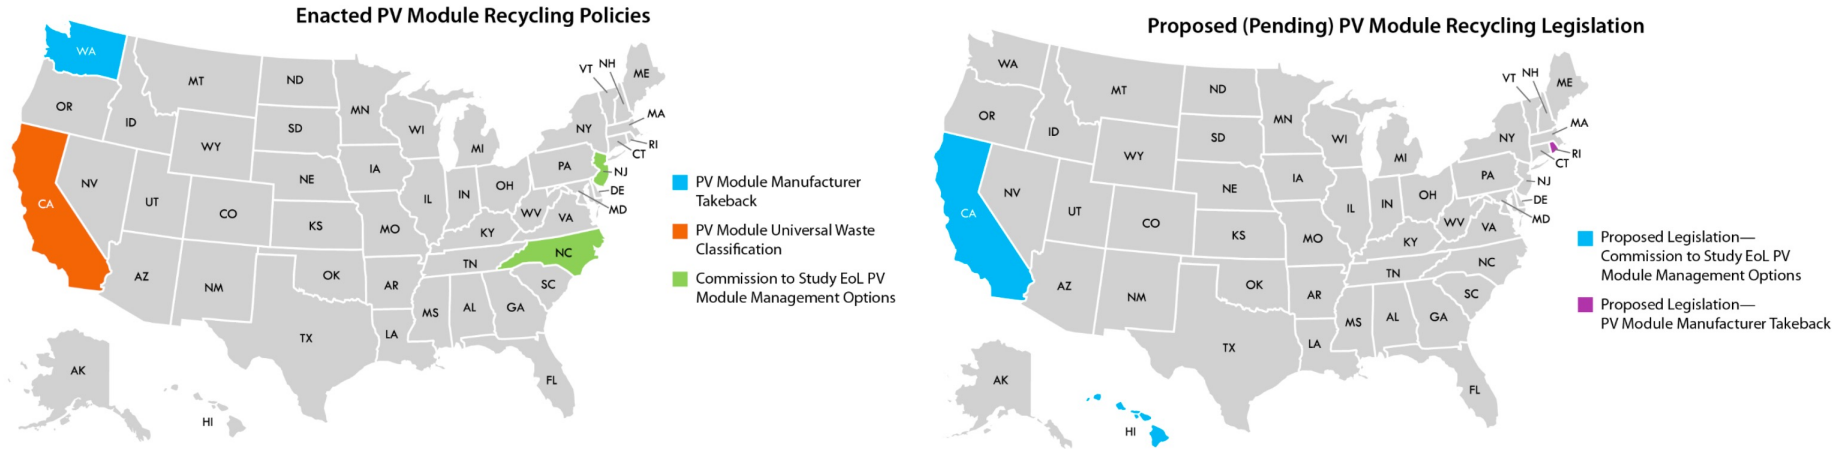 Enacted PV Module Recycling Policies
WA
MT
ND
MN
OR
ID
SD
WI
MI
WY
IA
NE
NV
UT
CO
KS
MO
IL
IN
OH
PA
NY
VT
NH
ME
MA
RI
CT
NJ
DE
MD
WV
VA
KY
CA
AZ
NM
OK
AR
TN
NC
SC
MS
AL
GA
TX
LA
FL
AK
HI
PV Module Manufacturer
Takeback
PV Module Universal Waste
Classification
Commission to Study EoL PV
Module Management Options
Proposed (Pending) PV Module Recycling Legislation
WA
MT
ND
MN
OR
ID
SD
WI
MI
WY
IA
NE
NV
UT
CO
KS
MO
IL
IN
OH
PA
NY
VT
NH
ME
MA
RI
CT
NJ
DE
MD
WV
VA
KY
CA
AZ
NM
OK
AR
TN
NC
SC
MS
AL
GA
TX
LA
FL
AK
HI
Proposed Legislation—
Commission to Study EoL PV
Module Management Options
Proposed Legislation—
PV Module Manufacturer Takeback